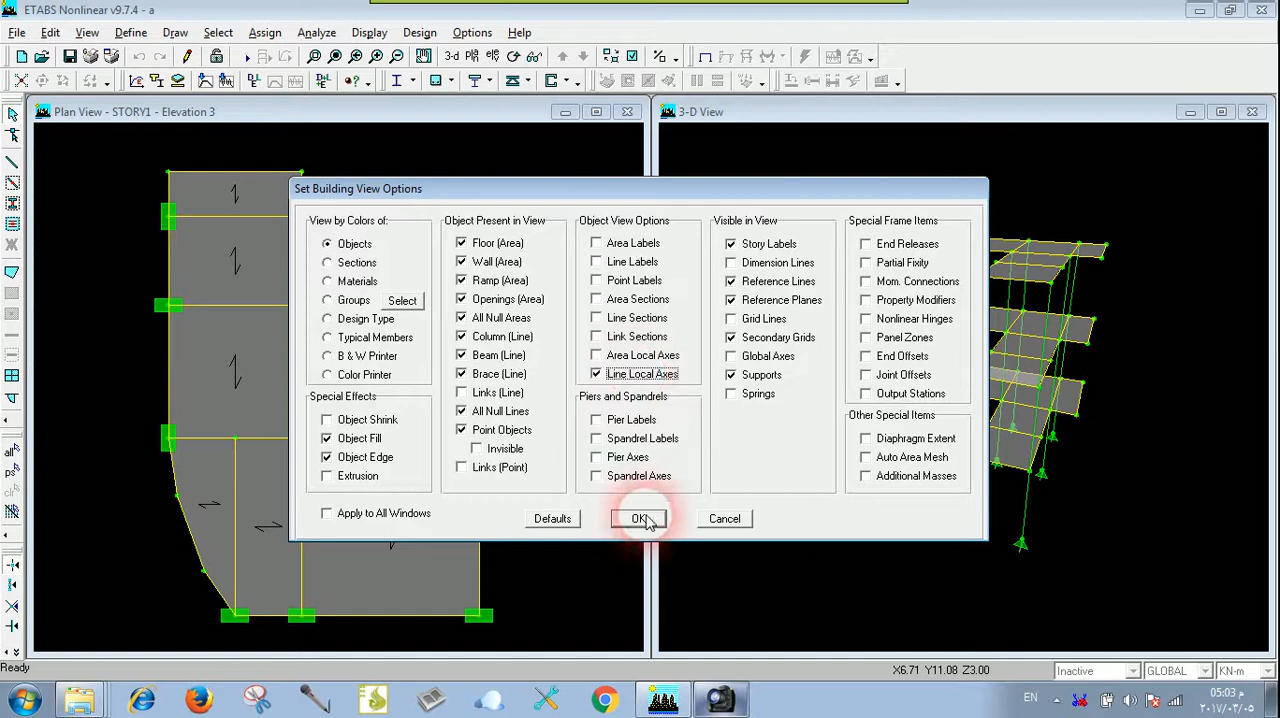 ETABS Nonlinear v9.7.4 - a
File Edit View Define Draw Select Assign Analyze Display Design Options Help
3-d
Plan View - STORY1 - Elevation 3
3-D View
Set Building View Options
View by Colors of:
Objects
Sections
Materials
Groups
Select
Design Type
Typical Members
B & W Printer
Color Printer
Special Effects
Object Shrink
Object Fill
Object Edge
Extrusion
Apply to All Windows
Object Present in View
Floor (Area)
Wall (Area)
Ramp (Area)
Openings (Area)
All Null Areas
Column (Line)
Beam (Line)
Brace (Line)
Links (Line)
All Null Lines
Point Objects
Invisible
Links (Point)
Object View Options
Area Labels
Line Labels
Point Labels
Area Sections
Line Sections
Link Sections
Area Local Axes
Line Local Axes
Piers and Spandrels
Pier Labels
Spandrel Labels
Pier Axes
Spandrel Axes
Visible in View
Story Labels
Dimension Lines
Reference Lines
Reference Planes
Grid Lines
Secondary Grids
Global Axes
Supports
Springs
Special Frame Items
End Releases
Partial Fixity
Mom. Connections
Property Modifiers
Nonlinear Hinges
Panel Zones
End Offsets
Joint Offsets
Output Stations
Other Special Items
Diaphragm Extent
Auto Area Mesh
Additional Masses
Defaults
OK
Cancel
all
ps
clr
Ready
X6.71 Y11.08 Z3.00
Inactive
GLOBAL
KN-m
EN
05:03 م
٢٠١٧/٠٣/٠٥